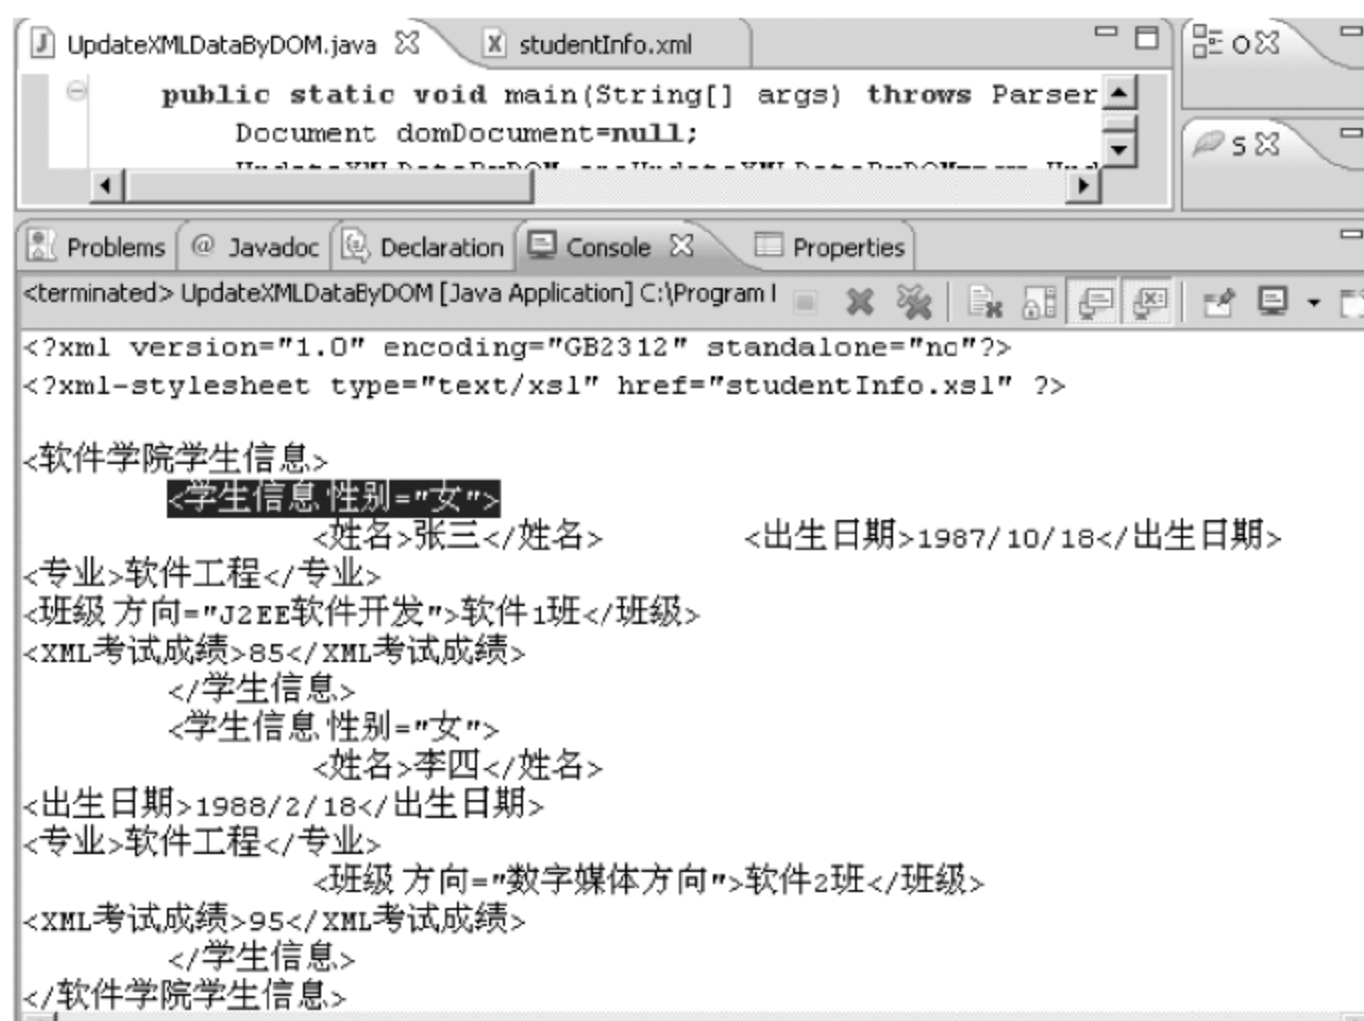 UpdateXMLDataByDOM.java studentInfo.xml O
public static void main(String[] args) throws Parser
Document domDocument=null;
S
Problems @ Javadoc Declaration Console Properties
<terminated> UpdateXMLDataByDOM [Java Application] C:\Program
<?xml version="1.0" encoding="GB2312" standalone="no"?>
<?xml-stylesheet type="text/xsl" href="studentInfo.xsl" ?>
<软件学院学生信息>
<学生信息 性别="女">
<姓名>张三</姓名> <出生日期>1987/10/18</出生日期>
<专业>软件工程</专业>
<班级 方向="J2EE软件开发">软件1班</班级>
<XML考试成绩>85</XML考试成绩>
</学生信息>
<学生信息 性别="女">
<姓名>李四</姓名>
<出生日期>1988/2/18</出生日期>
<专业>软件工程</专业>
<班级 方向="数字媒体方向">软件2班</班级>
<XML考试成绩>95</XML考试成绩>
</学生信息>
</软件学院学生信息>